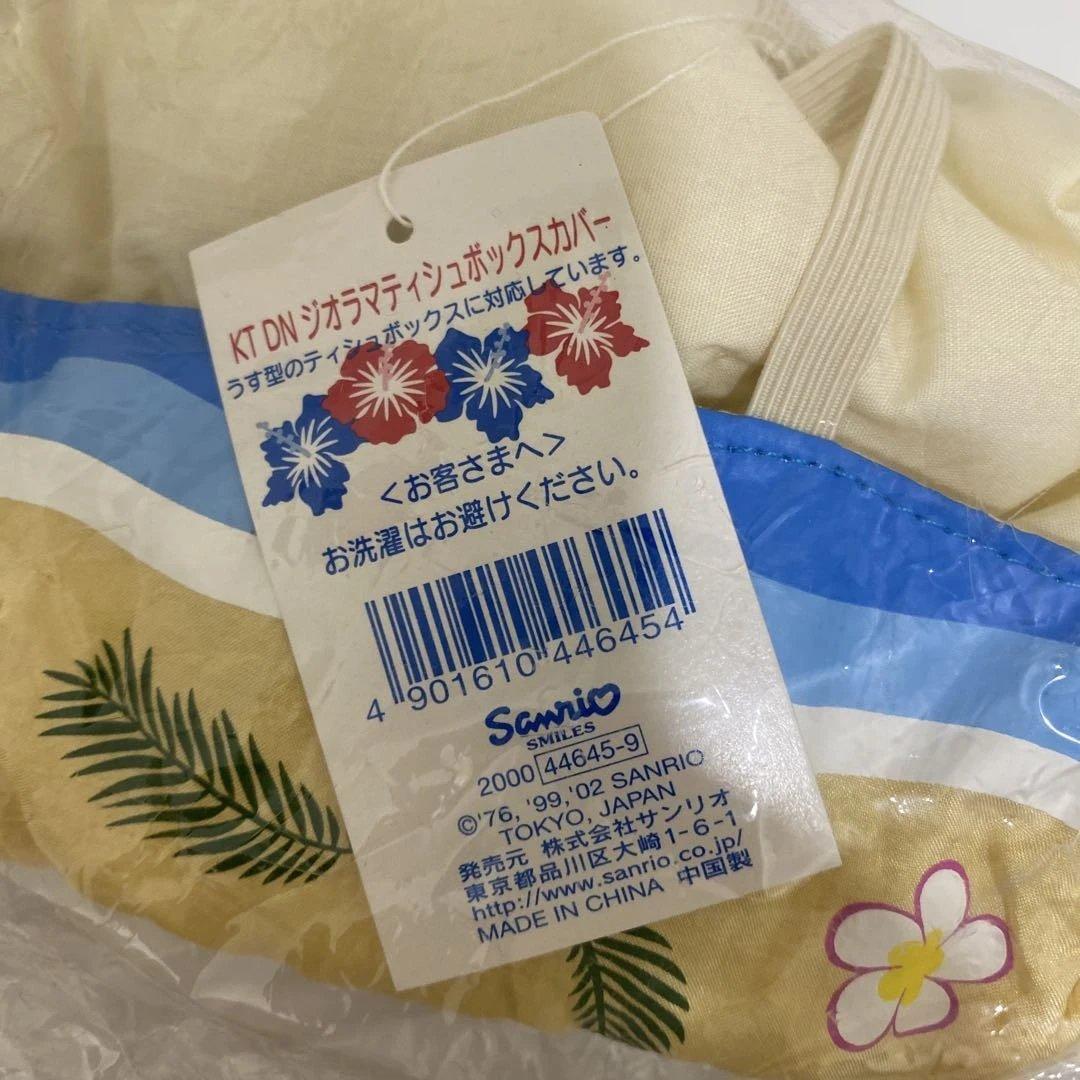 KT DN ジオラマティシュボックスカバー
うす型のティシュボックスに対応しています。
<お客さまへ>
お洗濯はお避けください。
4 901610 446454
Sanrio
SMILES
2000 44645-9
©'76, '99, '02 SANRIO
TOKYO, JAPAN
発売元 株式会社サンリオ
東京都品川区大崎1-6-1
http://www.sanrio.co.jp/
MADE IN CHINA 中国製